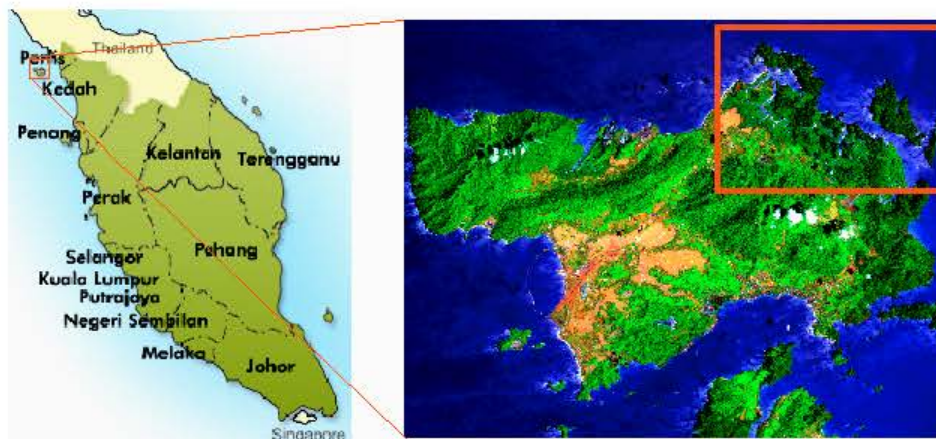 Thailand
Perlis
Kedah
Penang
Kelantan
Terengganu
Perak
Pahang
Selangor
Kuala Lumpur
Putrajaya
Negeri Sembilan
Melaka
Johor
Singapore